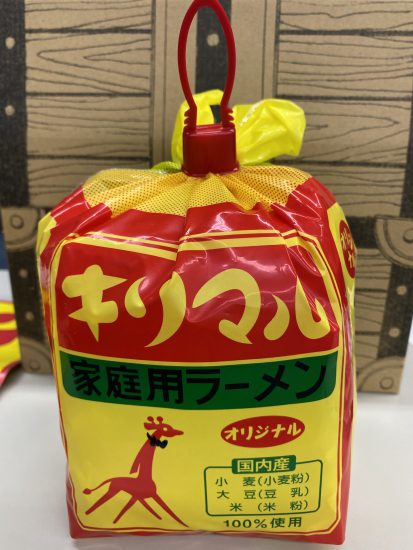 キリマル
家庭用ラーメン
オリジナル
国内産
小 麦(小麦粉)
大 豆(豆 乳)
米(米 粉)
100%使用